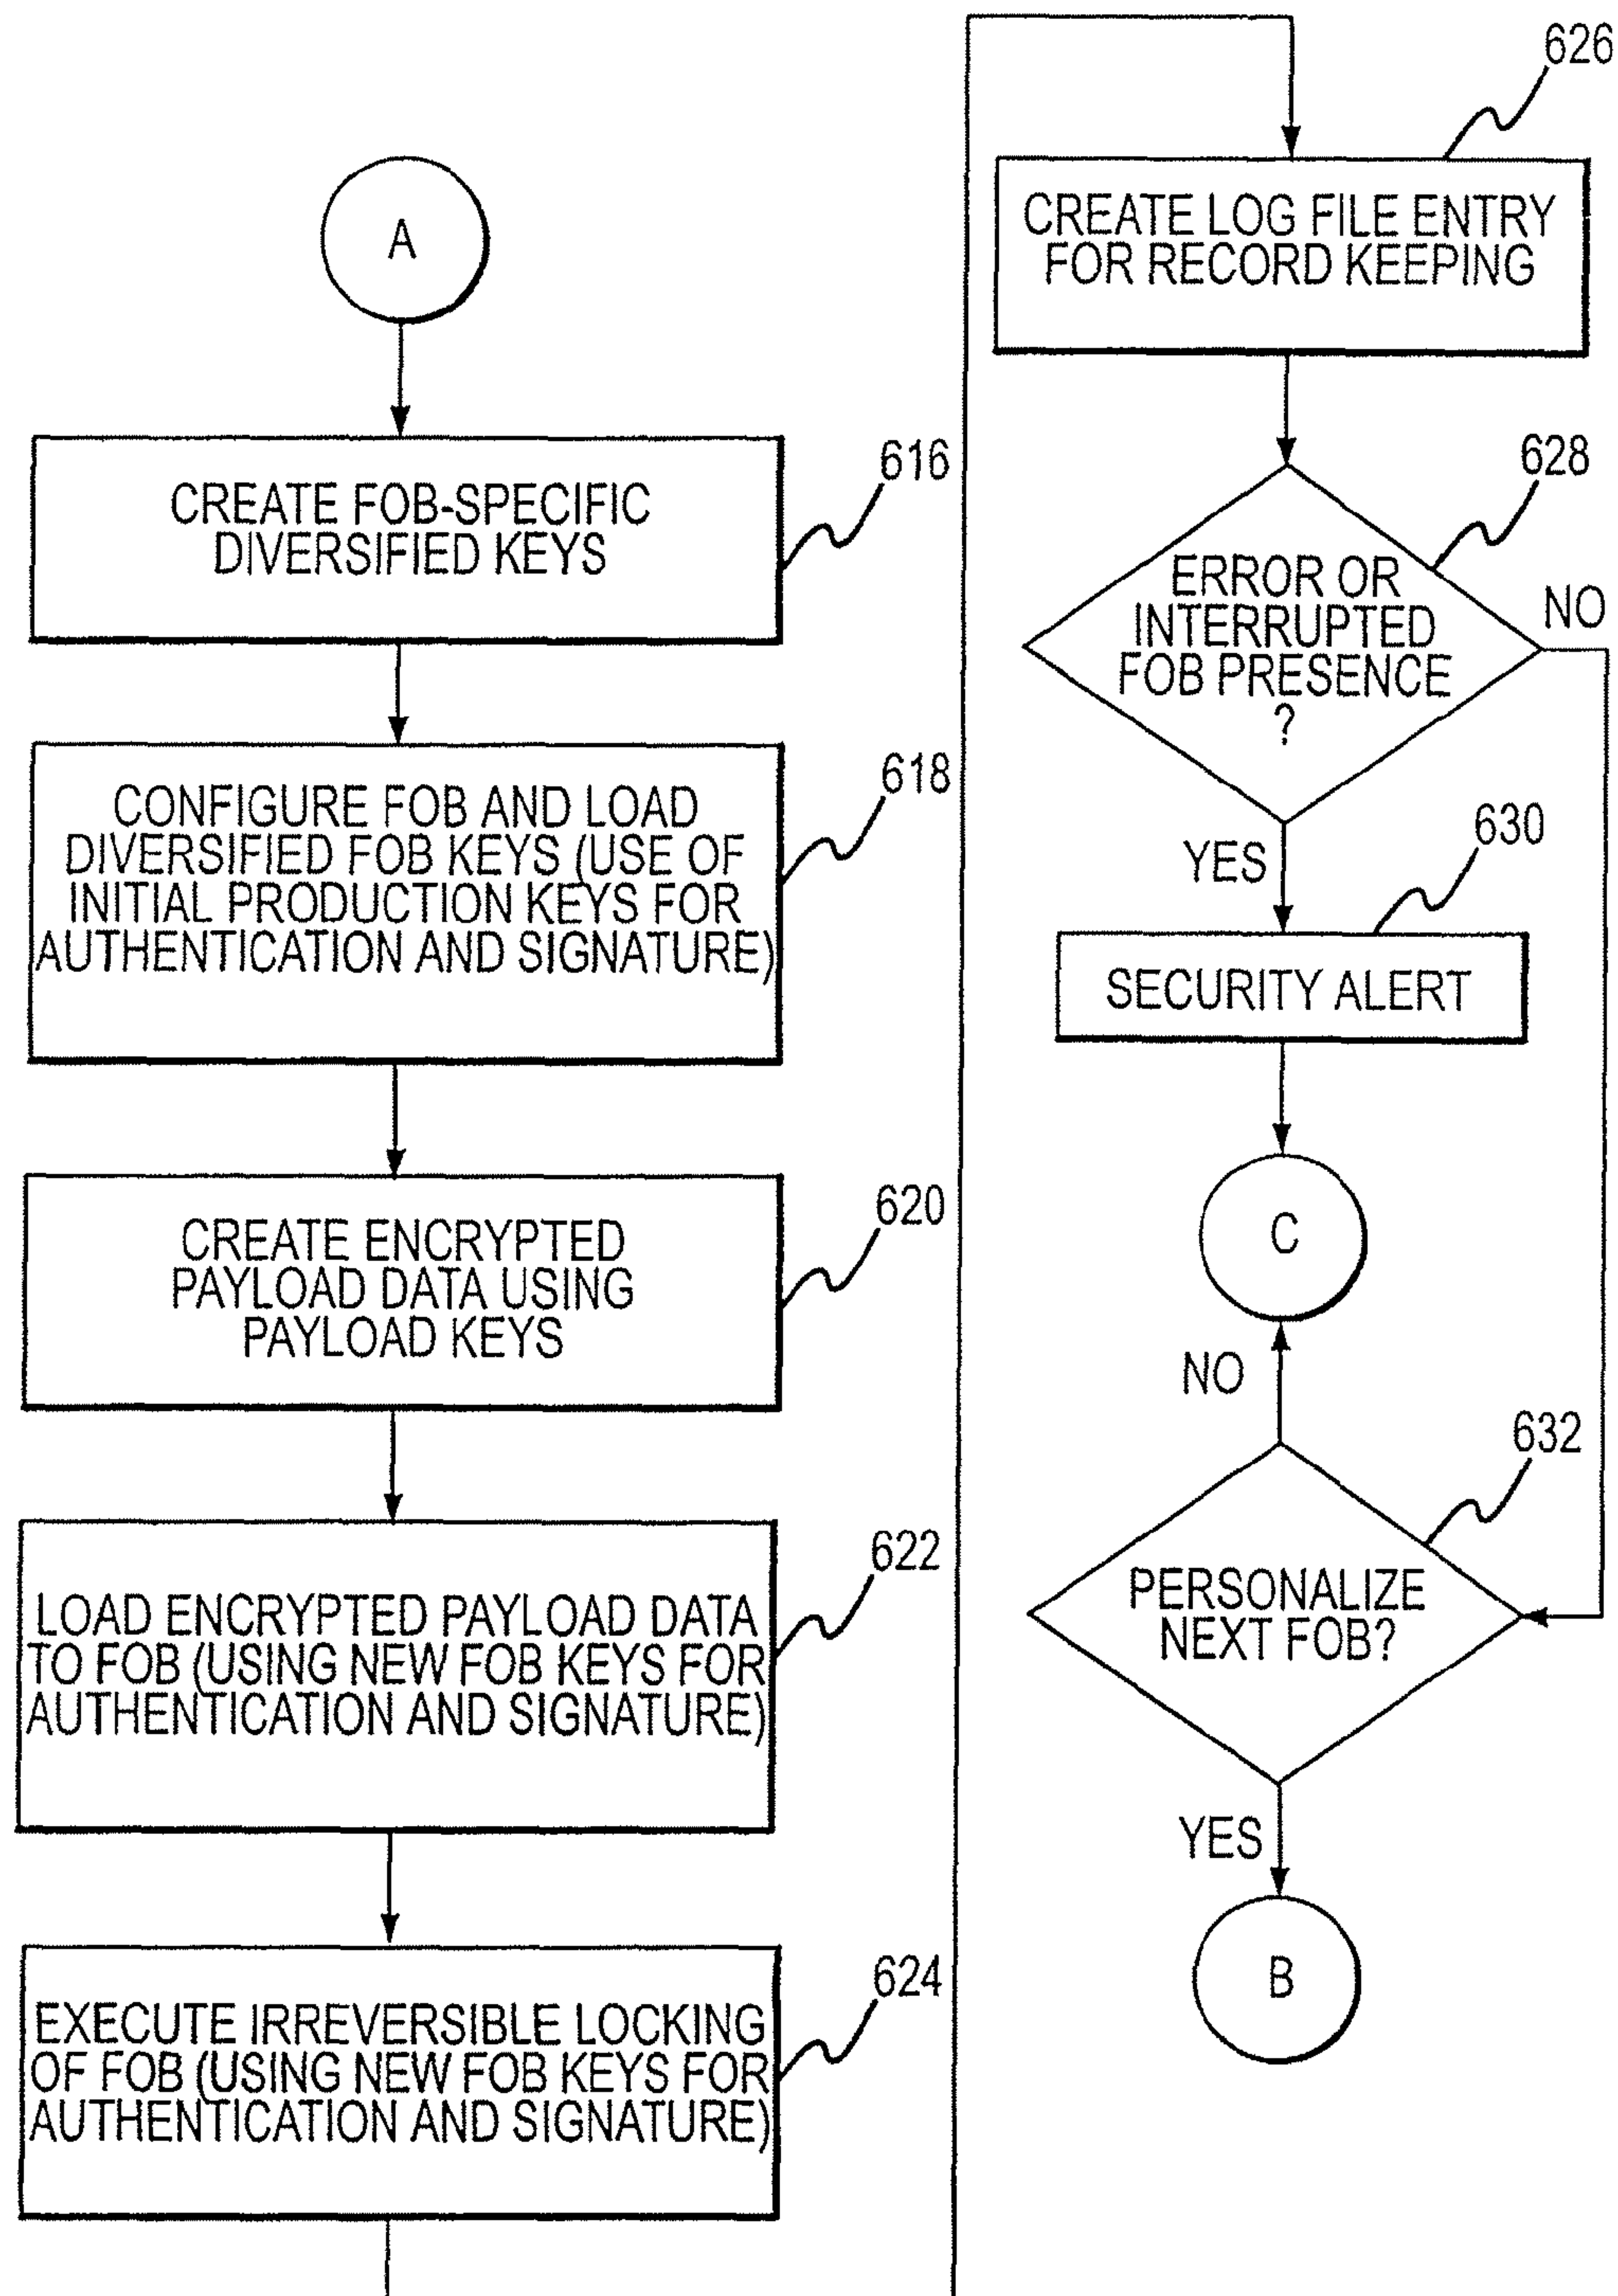 A
CREATE FOB-SPECIFIC
DIVERSIFIED KEYS
616
CONFIGURE FOB AND LOAD
DIVERSIFIED FOB KEYS (USE OF
INITIAL PRODUCTION KEYS FOR
AUTHENTICATION AND SIGNATURE)
618
CREATE ENCRYPTED
PAYLOAD DATA USING
PAYLOAD KEYS
620
LOAD ENCRYPTED PAYLOAD DATA
TO FOB (USING NEW FOB KEYS FOR
AUTHENTICATION AND SIGNATURE)
622
EXECUTE IRREVERSIBLE LOCKING
OF FOB (USING NEW FOB KEYS FOR
AUTHENTICATION AND SIGNATURE)
624
626
CREATE LOG FILE ENTRY
FOR RECORD KEEPING
628
ERROR OR
INTERRUPTED
FOB PRESENCE
?
NO
YES
630
SECURITY ALERT
C
NO
632
PERSONALIZE
NEXT FOB?
YES
B